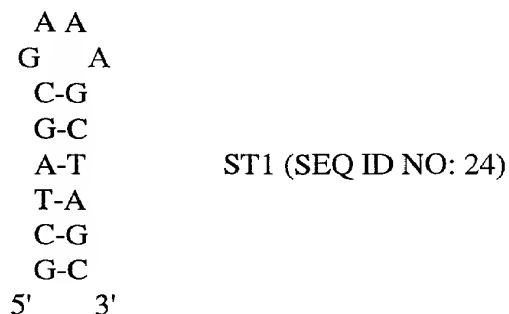 A A
G A
C-G
G-C
A-T ST1 (SEQ ID NO: 24)
T-A
C-G
G-C
5' 3'